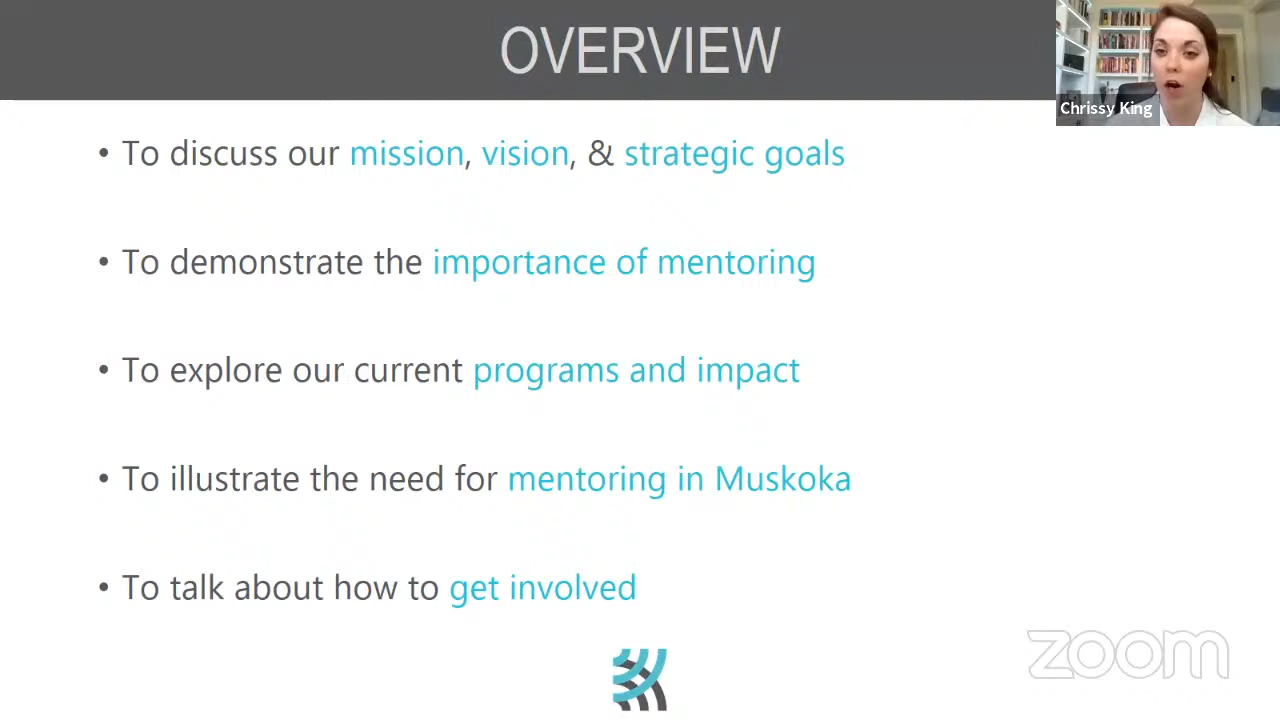 OVERVIEW
Chrissy King
• To discuss our mission, vision, & strategic goals
• To demonstrate the importance of mentoring
• To explore our current programs and impact
• To illustrate the need for mentoring in Muskoka
• To talk about how to get involved
zoom